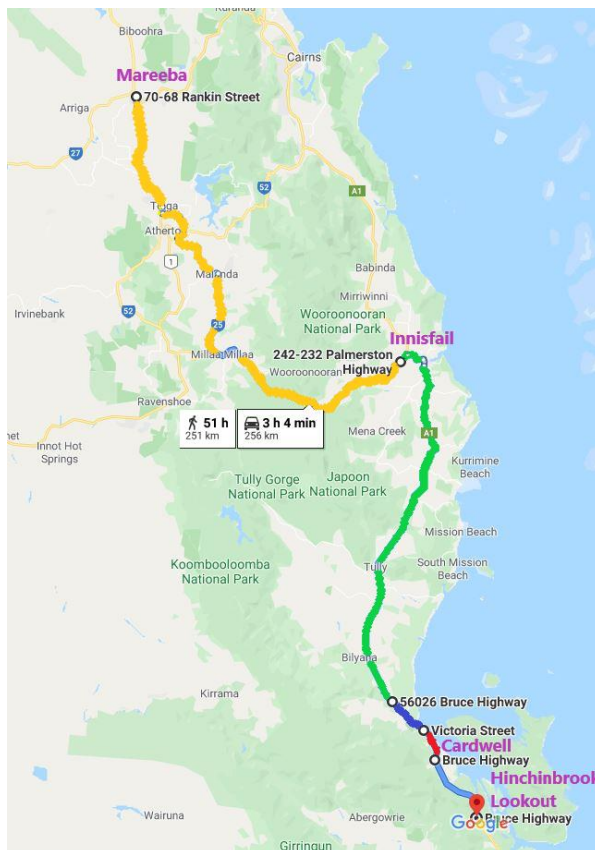 Biboohra
Kuranda
Cairns
Mareeba
70-68 Rankin Street
Arriga
27
52
Tolga
A1
Atherto
1
Babinda
Malanda
Mirriwinni
Irvinebank
52
Wooroonooran
National Park
25
Innisfail
Millaa Millaa
242-232 Palmerston
Highway
Wooroonooran
Ravenshoe
51 h
251 km
3 h 4 min
256 km
Mena Creek
A1
Innot Hot
Springs
Kurrimine
Beach
Tully Gorge
National Park
Japoon
National Park
Mission Beach
Koombooloomba
National Park
Tully
South Mission
Beach
Bilyana
Kirrama
56026 Bruce Highway
Victoria Street
Cardwell
Bruce Highway
Hinchinbrook
Lookout
Wairuna
Abergowrie
Bruce Highway
Google
Girringun